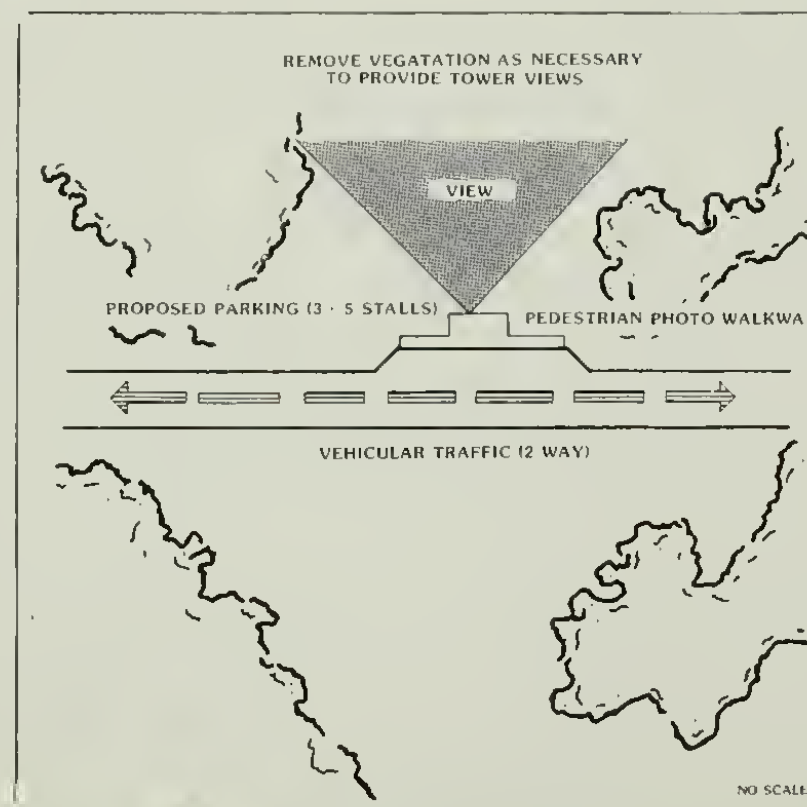 REMOVE VEGATATION AS NECESSARY
TO PROVIDE TOWER VIEWS
VIEW
PROPOSED PARKING (3 - 5 STALLS)
PEDESTRIAN PHOTO WALKWA
VEHICULAR TRAFFIC (2 WAY)
NO SCALE